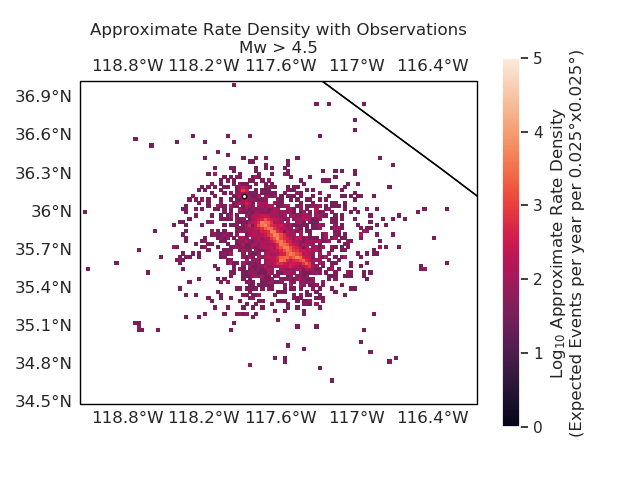 Approximate Rate Density with Observations
Mw > 4.5
118.8°W 118.2°W 117.6°W 117°W 116.4°W
36.9°N
36.6°N
36.3°N
36°N
35.7°N
35.4°N
35.1°N
34.8°N
34.5°N
118.8°W 118.2°W 117.6°W 117°W 116.4°W
5
4
3
2
1
0
Log₁₀ Approximate Rate Density
(Expected Events per year per 0.025°x0.025°)